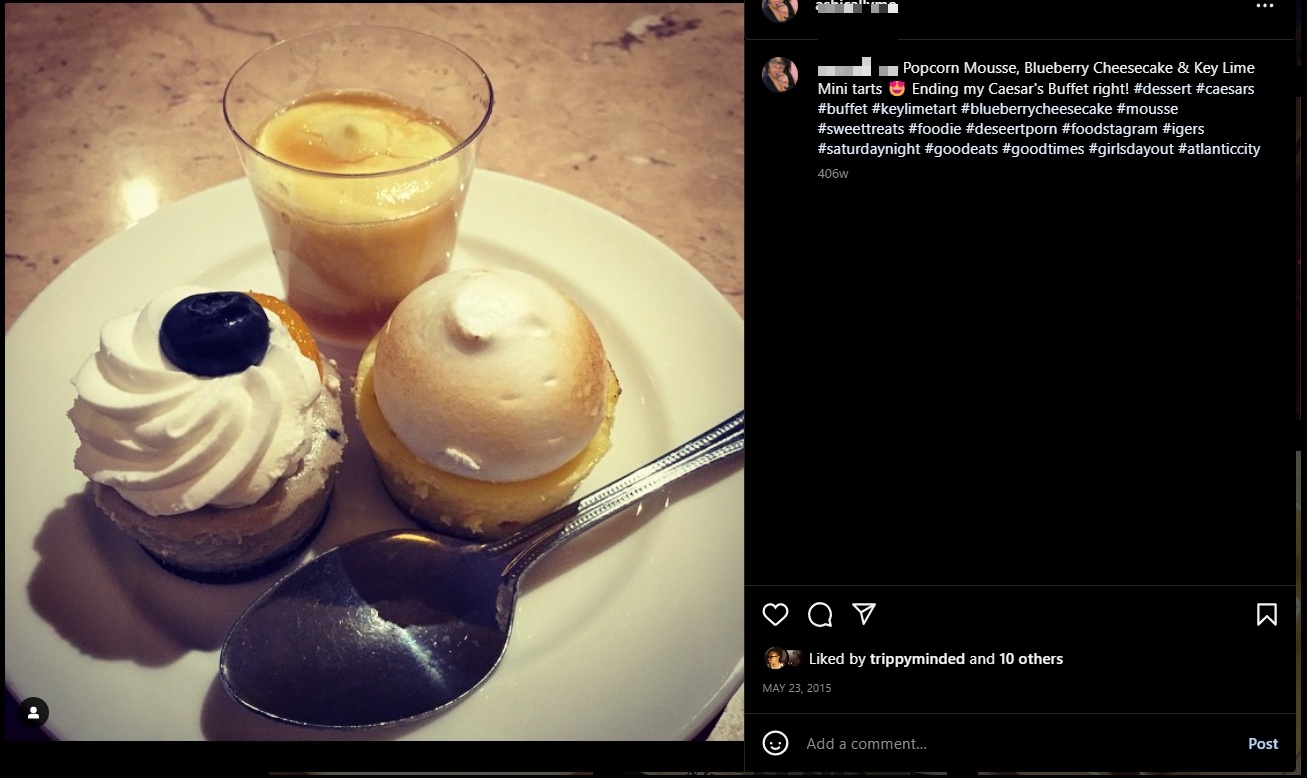 Popcorn Mousse, Blueberry Cheesecake & Key Lime
Mini tarts 😍 Ending my Caesar's Buffet right! #dessert #caesars
#buffet #keylimetart #blueberrycheesecake #mousse
#sweettreats #foodie #deseertporn #foodstagram #igers
#saturdaynight #goodeats #goodtimes #girlsdayout #atlanticcity
406w
Liked by trippyminded and 10 others
MAY 23, 2015
Add a comment...
Post